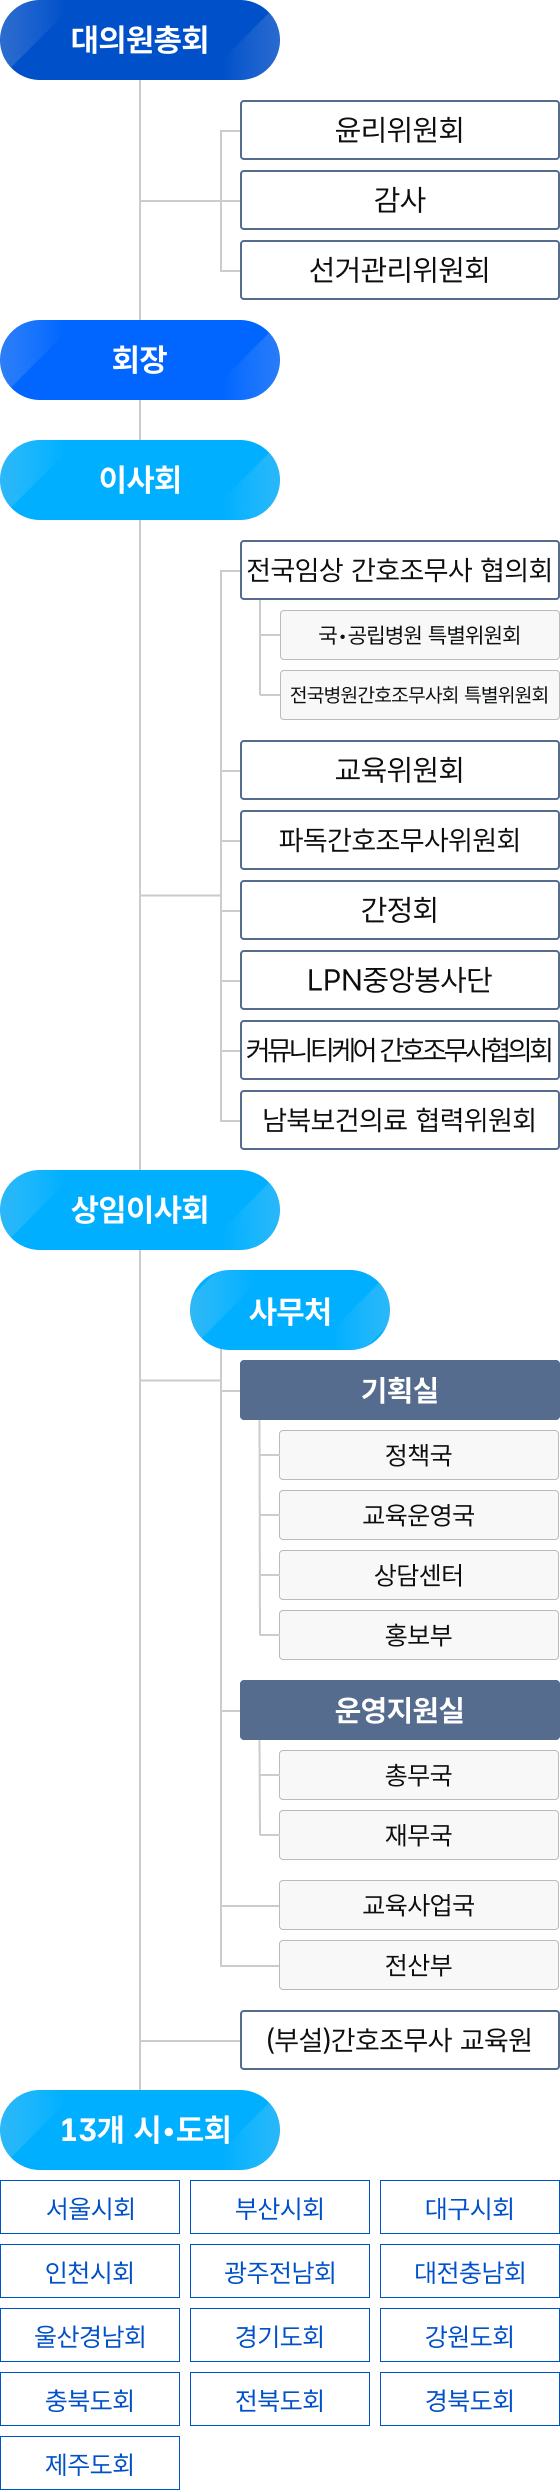 대의원총회
윤리위원회
감사
선거관리위원회
회장
이사회
전국임상 간호조무사 협의회
국•공립병원 특별위원회
전국병원간호조무사회 특별위원회
교육위원회
파독간호조무사위원회
간정회
LPN중앙봉사단
커뮤니티케어 간호조무사협의회
남북보건의료 협력위원회
상임이사회
사무처
기획실
정책국
교육운영국
상담센터
홍보부
운영지원실
총무국
재무국
교육사업국
전산부
(부설)간호조무사 교육원
13개 시•도회
서울시회 부산시회 대구시회
인천시회 광주전남회 대전충남회
울산경남회 경기도회 강원도회
충북도회 전북도회 경북도회
제주도회